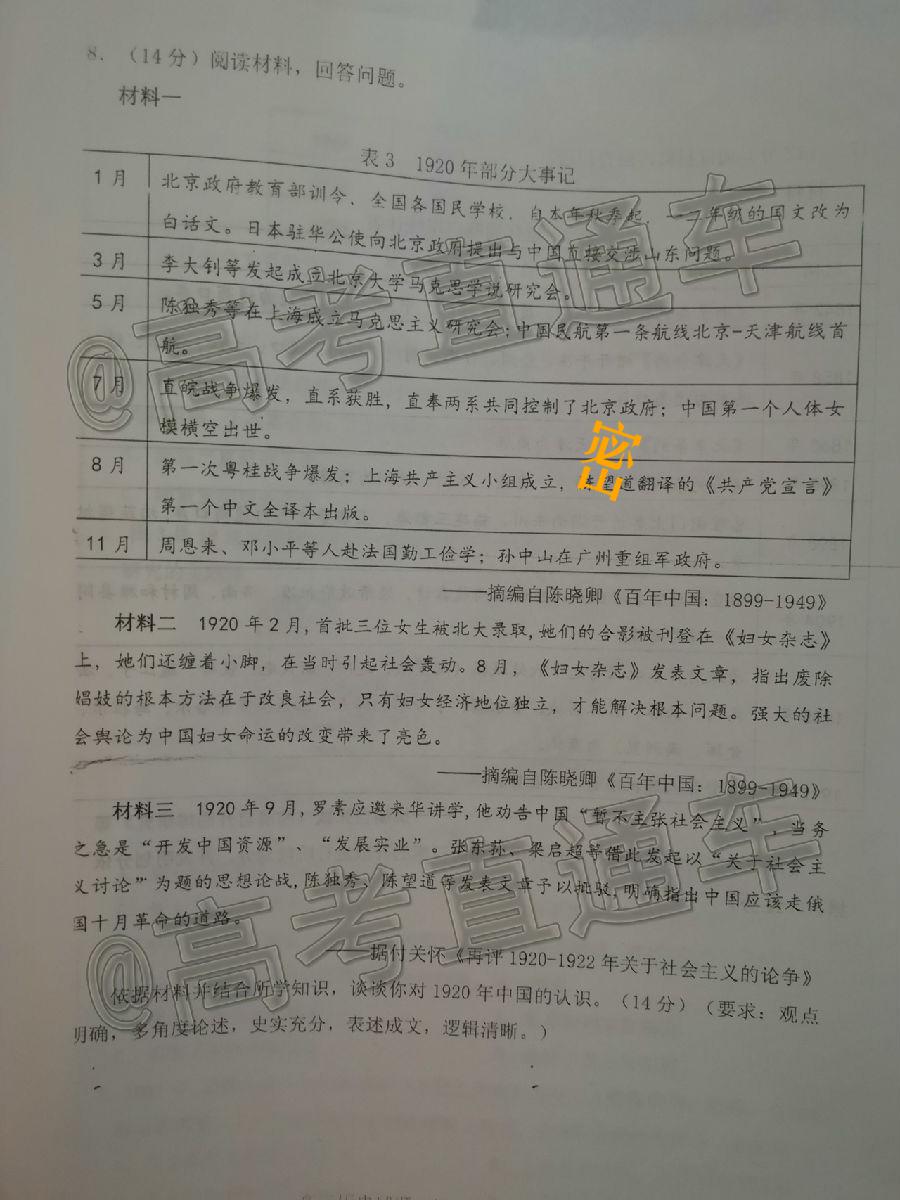 8. （14分）阅读材料，回答问题。
材料一
表3 1920年部分大事记
1月
北京政府教育部训令、全国各国民学校，自本年秋季起，一二年级的国文改为
白话文。日本驻华公使向北京政府提出与中国直接交涉山东问题。
3月
李大钊等发起成团北京大学马克思学说研究会。
5月
陈独秀等在上海成立马克思主义研究会；中国民航第一条航线北京-天津航线首
航。
7月
直皖战争爆发，直系获胜，直奉两系共同控制了北京政府；中国第一个人体女
模横空出世。
8月
第一次粤桂战争爆发；上海共产主义小组成立，望道翻译的《共产党宣言》
第一个中文全译本出版。
11月
周恩来、邓小平等人赴法国勤工俭学；孙中山在广州重组军政府。
——摘编自陈晓卿《百年中国：1899-1949》
材料二 1920年2月，首批三位女生被北大录取，她们的合影被刊登在《妇女杂志》
上，她们还缠着小脚，在当时引起社会轰动。8月，《妇女杂志》发表文章，指出废除
娼妓的根本方法在于改良社会，只有妇女经济地位独立，才能解决根本问题。强大的社
会舆论为中国妇女命运的改变带来了亮色。
——摘编自陈晓卿《百年中国：1899-1949》
材料三 1920年9月，罗素应邀来华讲学，他劝告中国“暂不主张社会主义”，当务
之急是“开发中国资源”、“发展实业”。张东荪、梁启超等借此发起以“关于社会主
义讨论”为题的思想论战，陈独秀、陈望道等发表文章予以批驳，明确指出中国应该走俄
国十月革命的道路。
——据付关怀《再评1920-1922年关于社会主义的论争》
依据材料并结合所学知识，谈谈你对1920年中国的认识。（14分）（要求：观点
明确，多角度论述，史实充分，表述成文，逻辑清晰。）
@高考直通车
@高考直通车
密山